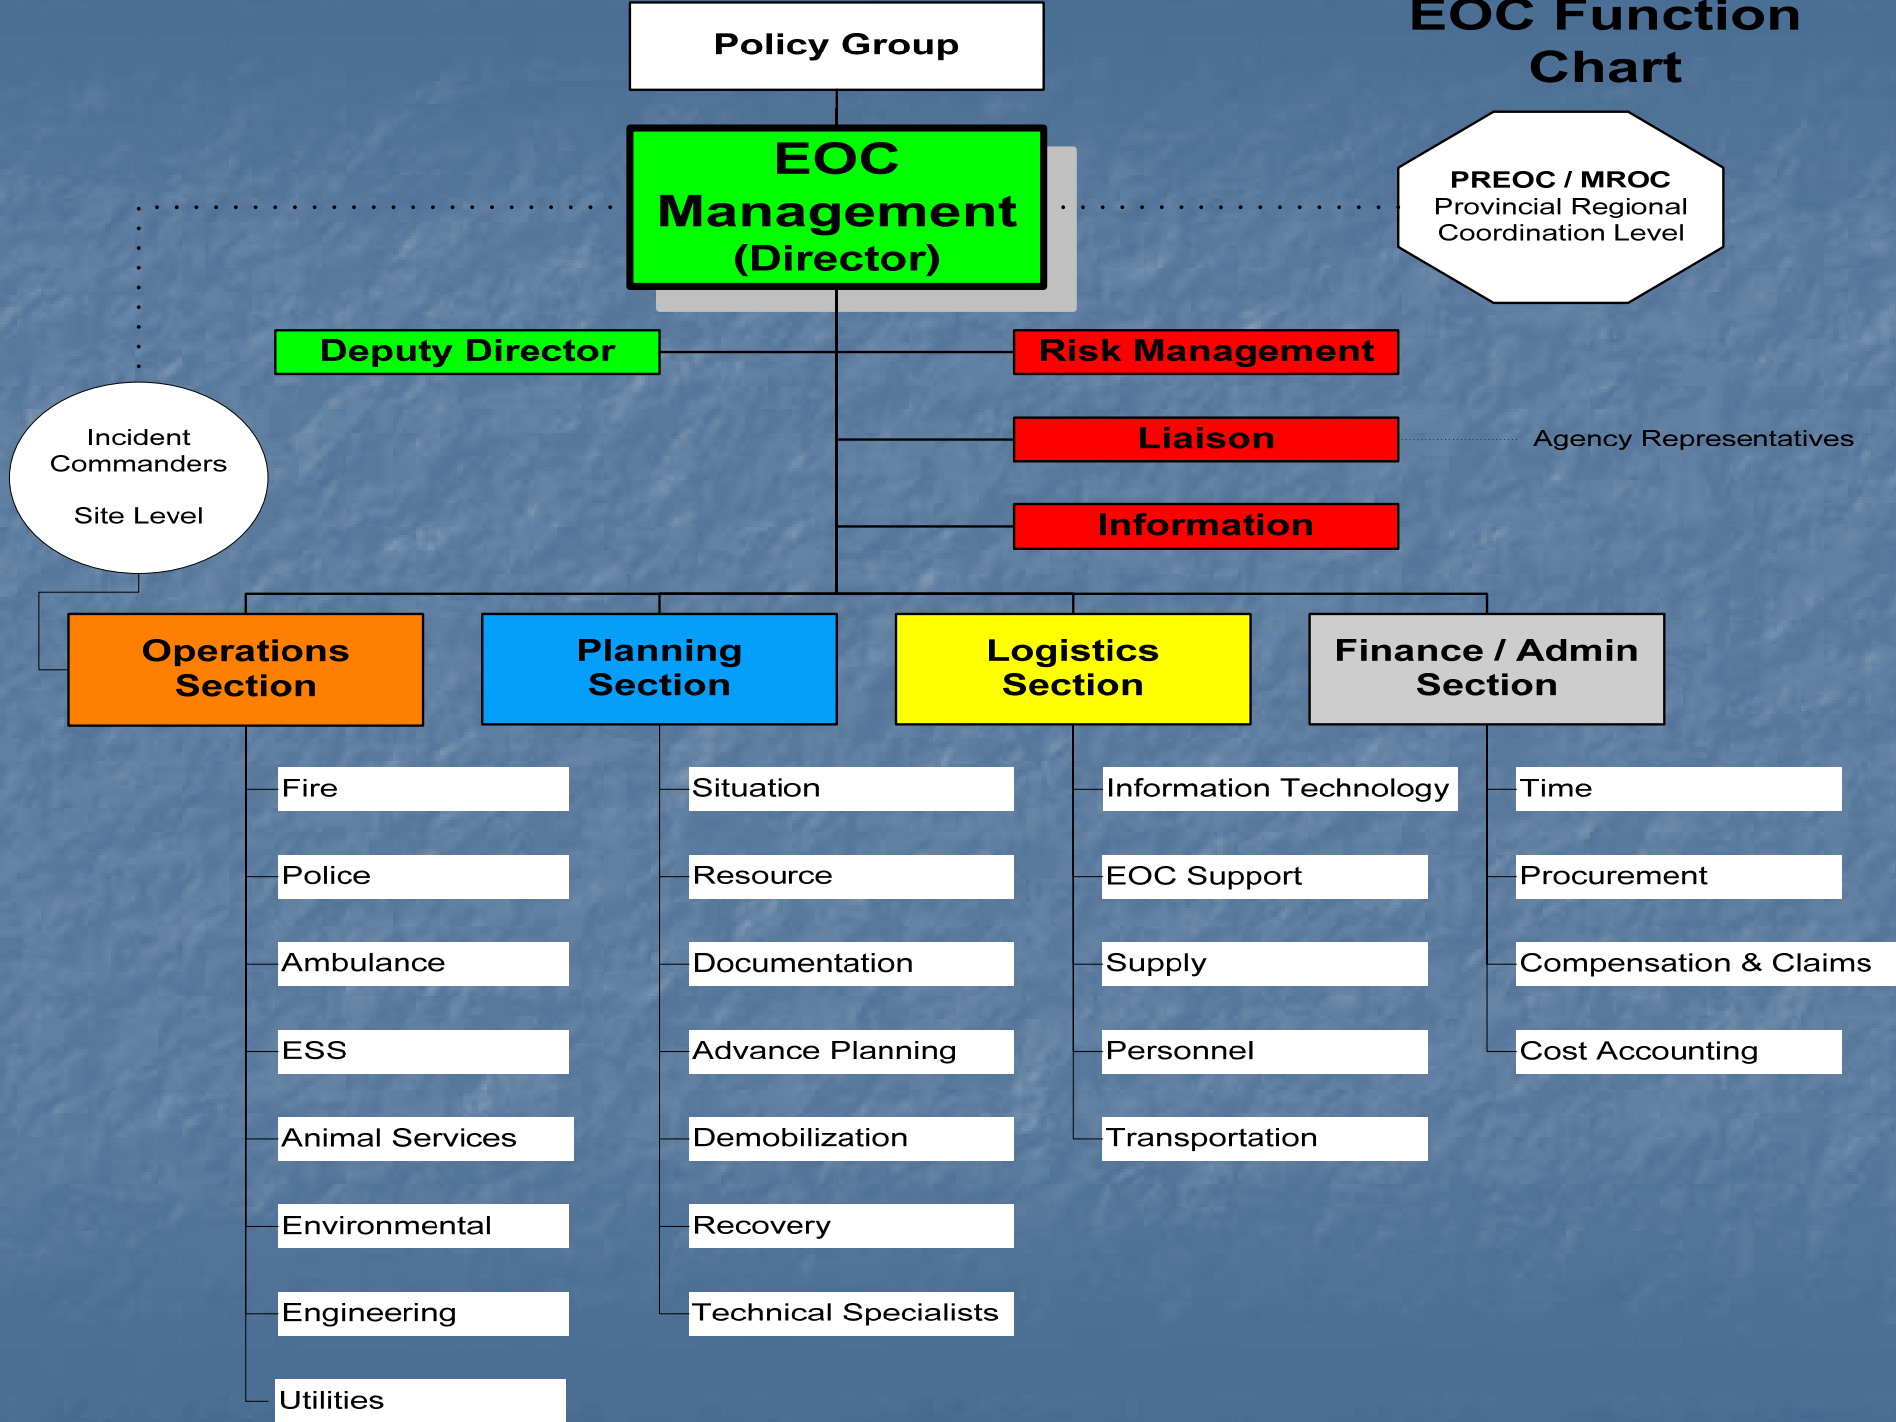 EOC Function
Chart
Policy Group
EOC
Management
(Director)
PREOC / MROC
Provincial Regional
Coordination Level
Deputy Director
Risk Management
Incident
Commanders
Site Level
Liaison
Agency Representatives
Information
Operations
Section
Planning
Section
Logistics
Section
Finance / Admin
Section
Fire
Police
Ambulance
ESS
Animal Services
Environmental
Engineering
Utilities
Situation
Resource
Documentation
Advance Planning
Demobilization
Recovery
Technical Specialists
Information Technology
EOC Support
Supply
Personnel
Transportation
Time
Procurement
Compensation & Claims
Cost Accounting